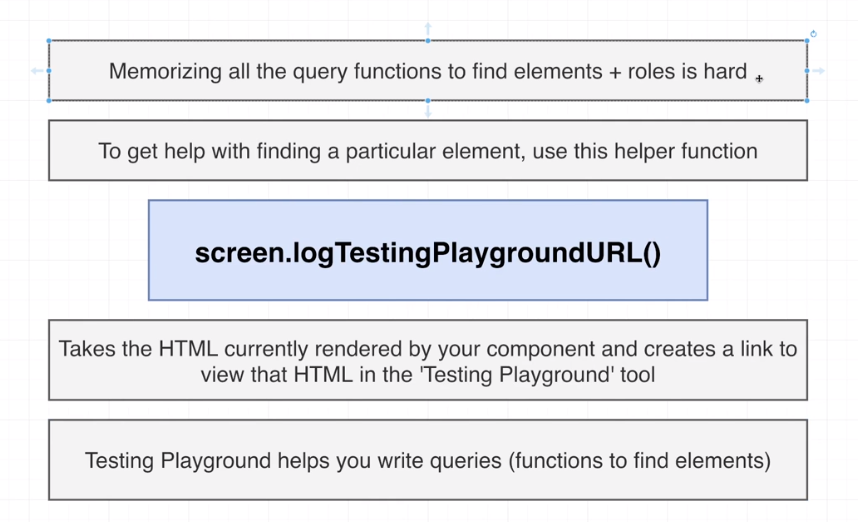 Memorizing all the query functions to find elements + roles is hard
To get help with finding a particular element, use this helper function
screen.logTestingPlaygroundURL()
Takes the HTML currently rendered by your component and creates a link to
view that HTML in the 'Testing Playground' tool
Testing Playground helps you write queries (functions to find elements)